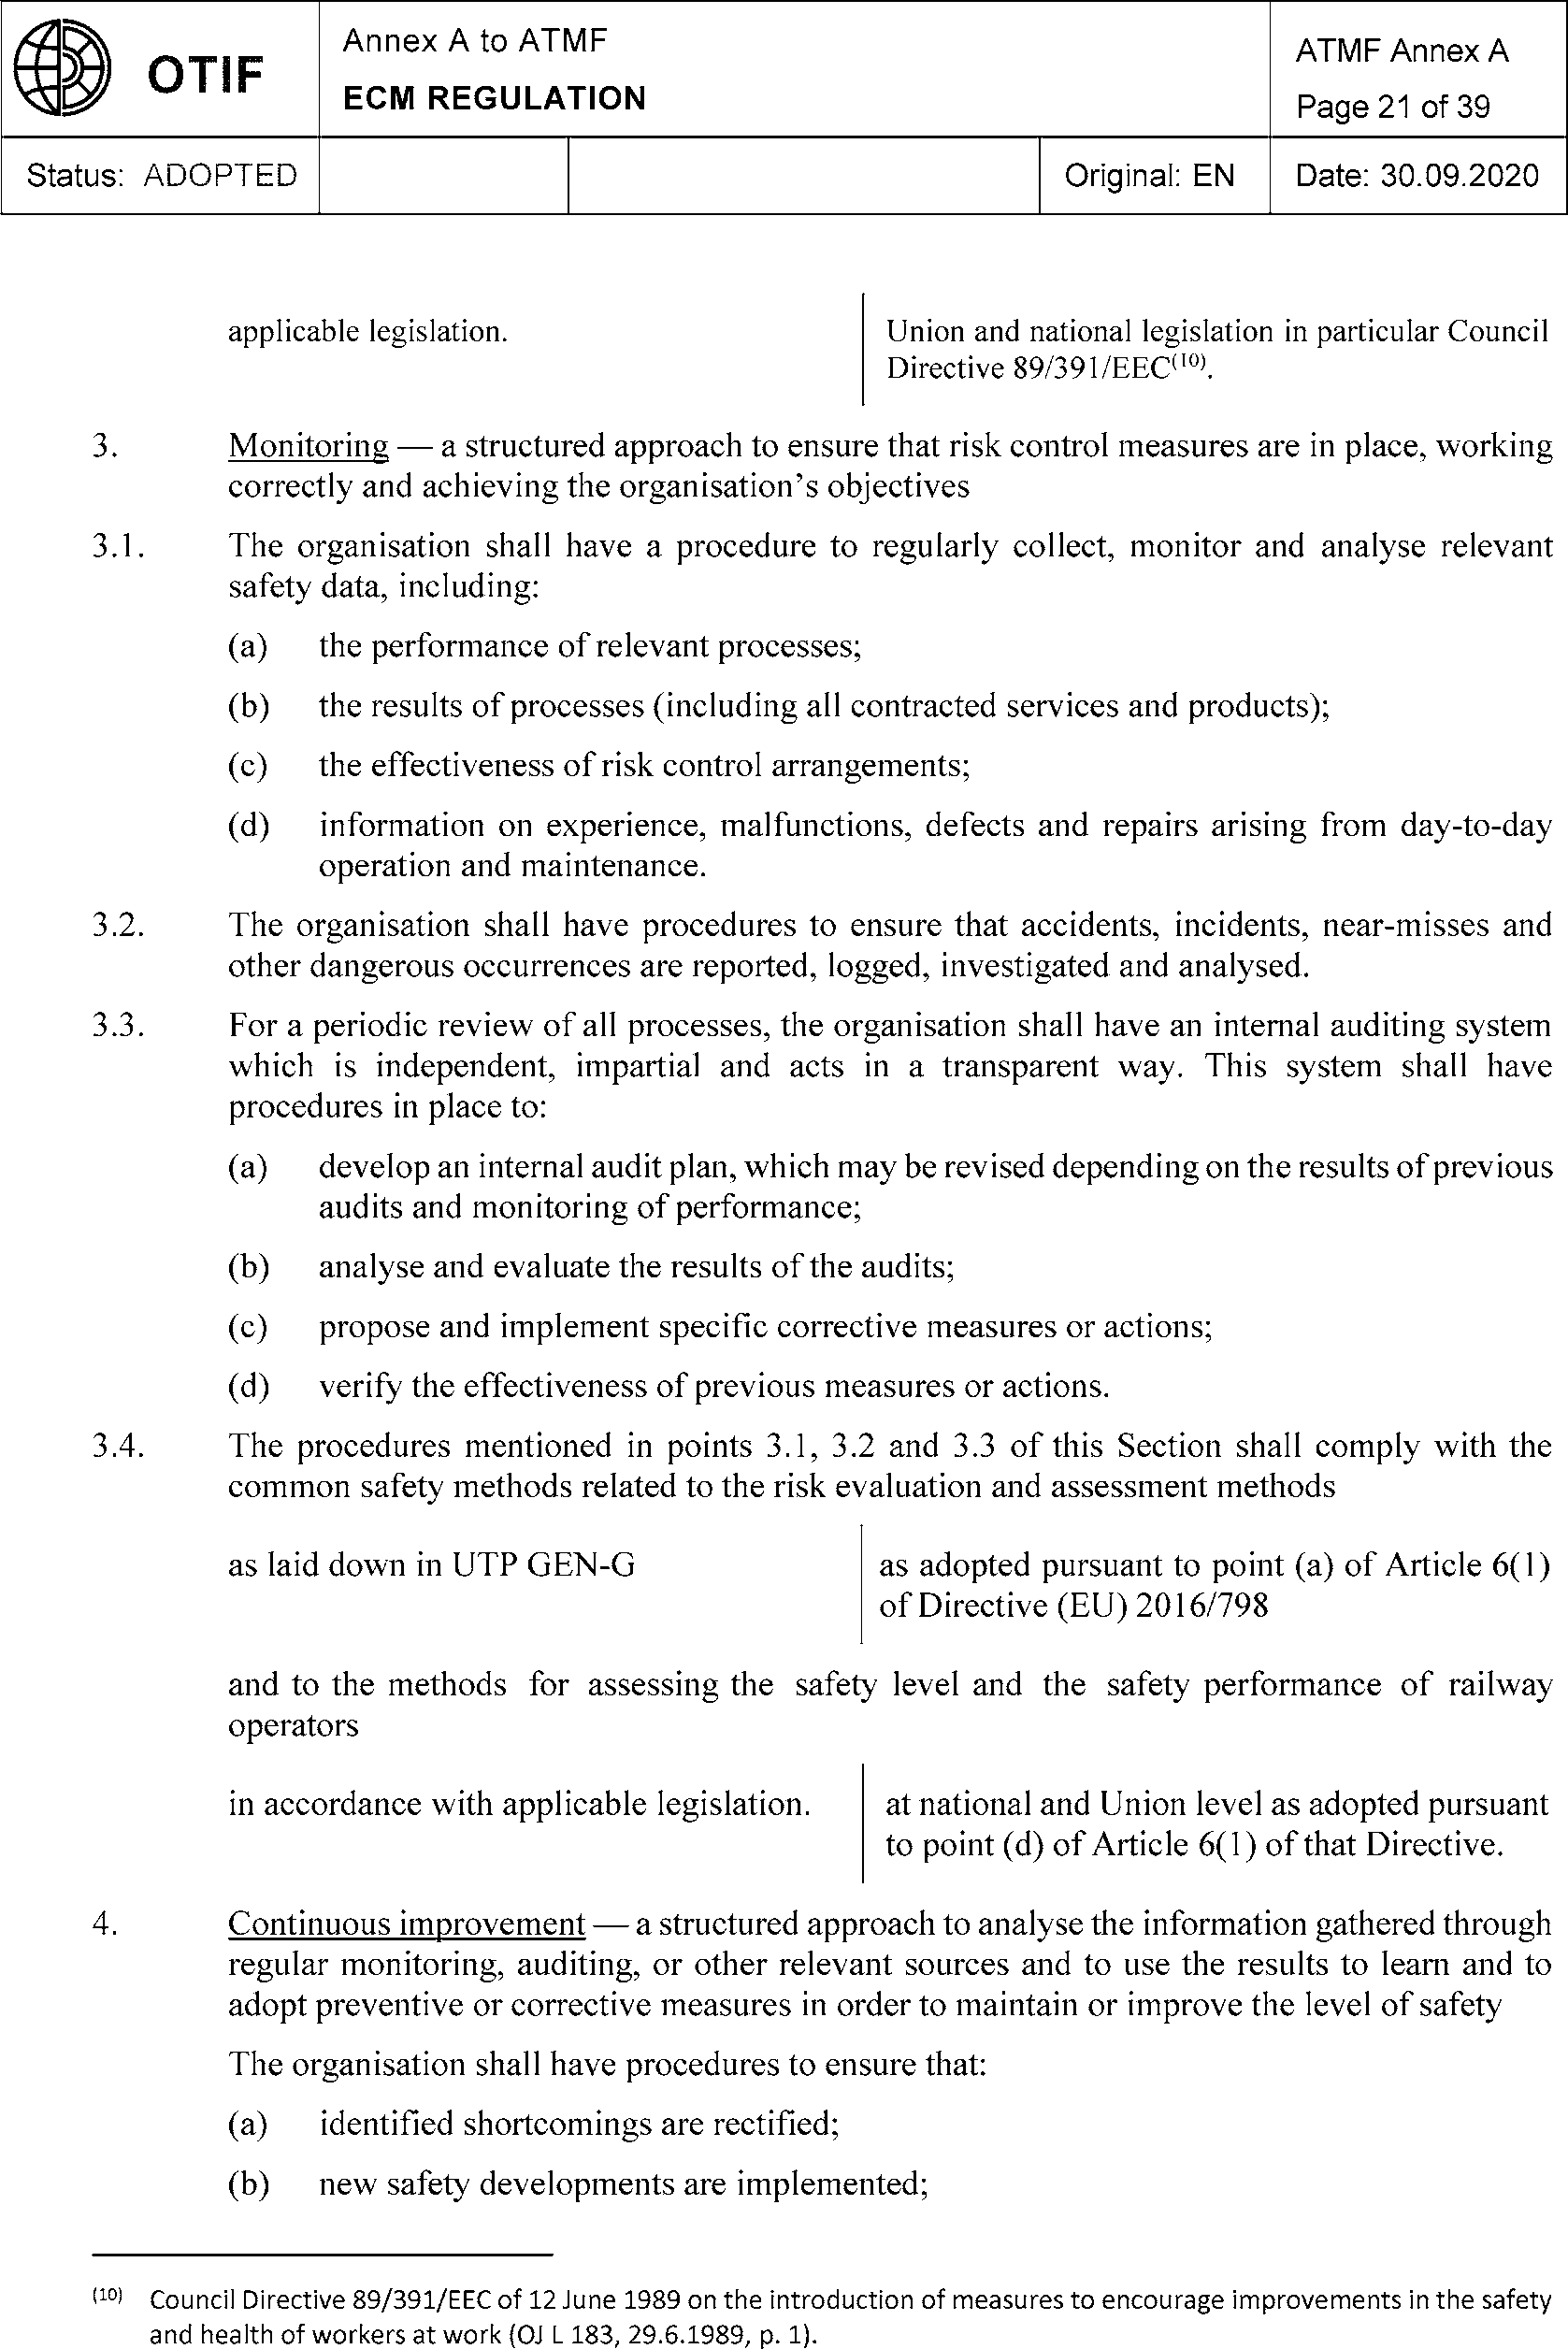 OTIF
Annex A to ATMF
ECM REGULATION
ATMF Annex A
Page 21 of 39
Status: ADOPTED
Original: EN
Date: 30.09.2020
applicable legislation.
Union and national legislation in particular Council
Directive 89/391/EEC(10).
3. Monitoring — a structured approach to ensure that risk control measures are in place, working
correctly and achieving the organisation’s objectives
3.1. The organisation shall have a procedure to regularly collect, monitor and analyse relevant
safety data, including:
(a) the performance of relevant processes;
(b) the results of processes (including all contracted services and products);
(c) the effectiveness of risk control arrangements;
(d) information on experience, malfunctions, defects and repairs arising from day-to-day
operation and maintenance.
3.2. The organisation shall have procedures to ensure that accidents, incidents, near-misses and
other dangerous occurrences are reported, logged, investigated and analysed.
3.3. For a periodic review of all processes, the organisation shall have an internal auditing system
which is independent, impartial and acts in a transparent way. This system shall have
procedures in place to:
(a) develop an internal audit plan, which may be revised depending on the results of previous
audits and monitoring of performance;
(b) analyse and evaluate the results of the audits;
(c) propose and implement specific corrective measures or actions;
(d) verify the effectiveness of previous measures or actions.
3.4. The procedures mentioned in points 3.1, 3.2 and 3.3 of this Section shall comply with the
common safety methods related to the risk evaluation and assessment methods
as laid down in UTP GEN-G
as adopted pursuant to point (a) of Article 6(1)
of Directive (EU) 2016/798
and to the methods for assessing the safety level and the safety performance of railway
operators
in accordance with applicable legislation.
at national and Union level as adopted pursuant
to point (d) of Article 6(1) of that Directive.
4. Continuous improvement — a structured approach to analyse the information gathered through
regular monitoring, auditing, or other relevant sources and to use the results to learn and to
adopt preventive or corrective measures in order to maintain or improve the level of safety
The organisation shall have procedures to ensure that:
(a) identified shortcomings are rectified;
(b) new safety developments are implemented;
(10) Council Directive 89/391/EEC of 12 June 1989 on the introduction of measures to encourage improvements in the safety
and health of workers at work (OJ L 183, 29.6.1989, p. 1).